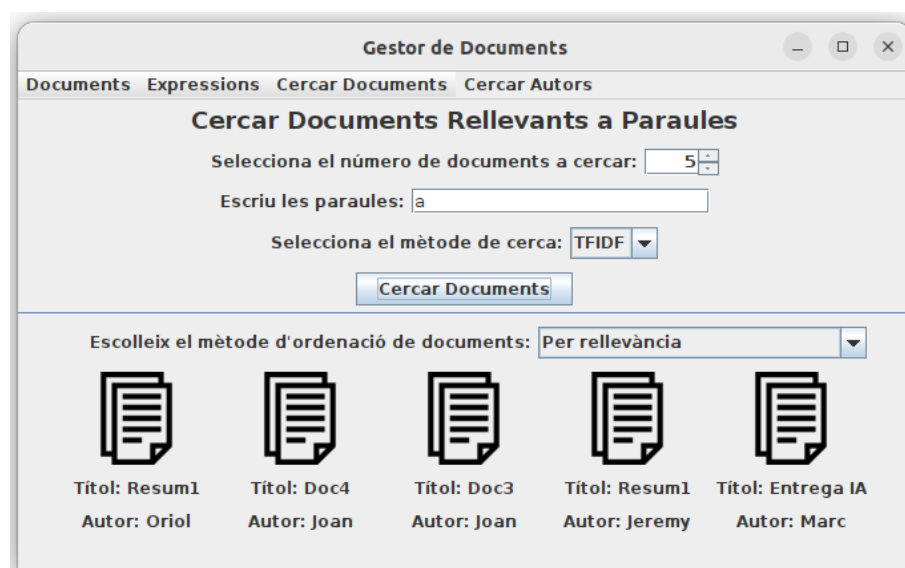 Gestor de Documents
Documents Expressions Cercar Documents Cercar Autors
Cercar Documents Rellevants a Paraules
Selecciona el número de documents a cercar: 5
Escriu les paraules: a
Selecciona el mètode de cerca: TFIDF
Cercar Documents
Escolleix el mètode d'ordenació de documents: Per rellevància
Títol: Resum1 Títol: Doc4 Títol: Doc3 Títol: Resum1 Títol: Entrega IA
Autor: Oriol Autor: Joan Autor: Joan Autor: Jeremy Autor: Marc